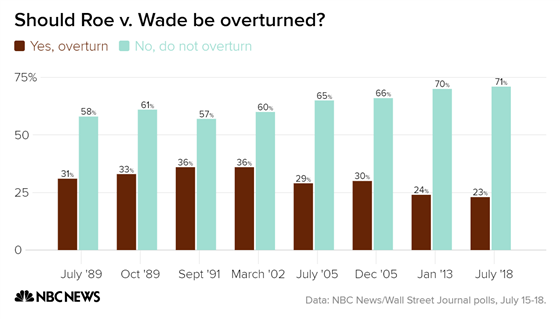 Should Roe v. Wade be overturned?
Yes, overturn No, do not overturn
75%
50
25
0
31% 58%
33% 61%
36% 57%
36% 60%
29% 65%
30% 66%
24% 70%
23% 71%
July '89 Oct '89 Sept '91 March '02 July '05 Dec '05 Jan '13 July '18
NBC NEWS
Data: NBC News/Wall Street Journal polls, July 15-18.